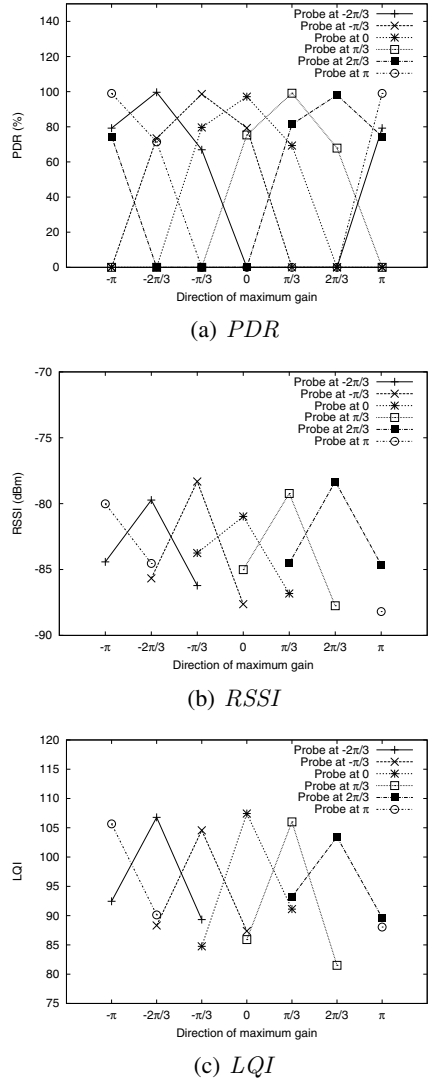 140
120
100
80
60
40
20
0
PDR (%)
Probe at -2π/3
Probe at -π/3
Probe at 0
Probe at π/3
Probe at 2π/3
Probe at π
-π -2π/3 -π/3 0 π/3 2π/3 π
Direction of maximum gain
(a) PDR
-70
-75
-80
-85
-90
RSSI (dBm)
Probe at -2π/3
Probe at -π/3
Probe at 0
Probe at π/3
Probe at 2π/3
Probe at π
-π -2π/3 -π/3 0 π/3 2π/3 π
Direction of maximum gain
(b) RSSI
120
115
110
105
100
95
90
85
80
75
LQI
Probe at -2π/3
Probe at -π/3
Probe at 0
Probe at π/3
Probe at 2π/3
Probe at π
-π -2π/3 -π/3 0 π/3 2π/3 π
Direction of maximum gain
(c) LQI